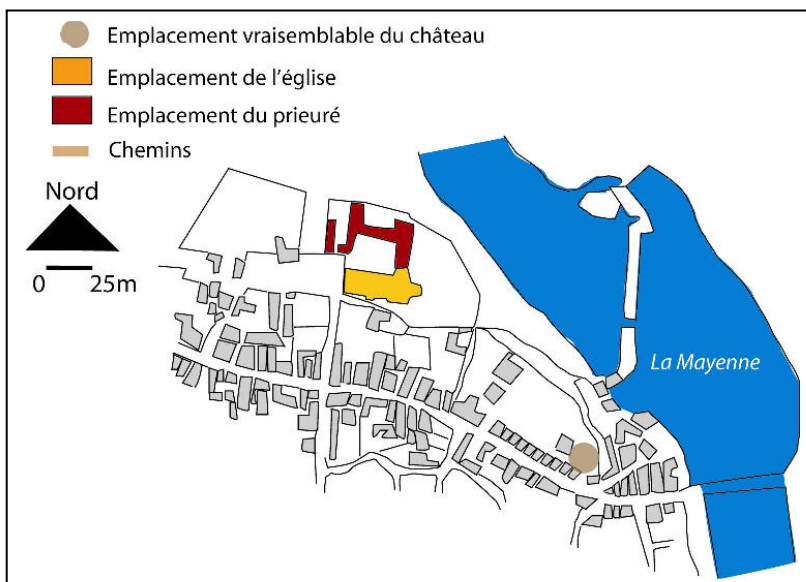 Emplacement vraisemblable du château
Emplacement de l'église
Emplacement du prieuré
Chemins
Nord
0 25m
La Mayenne